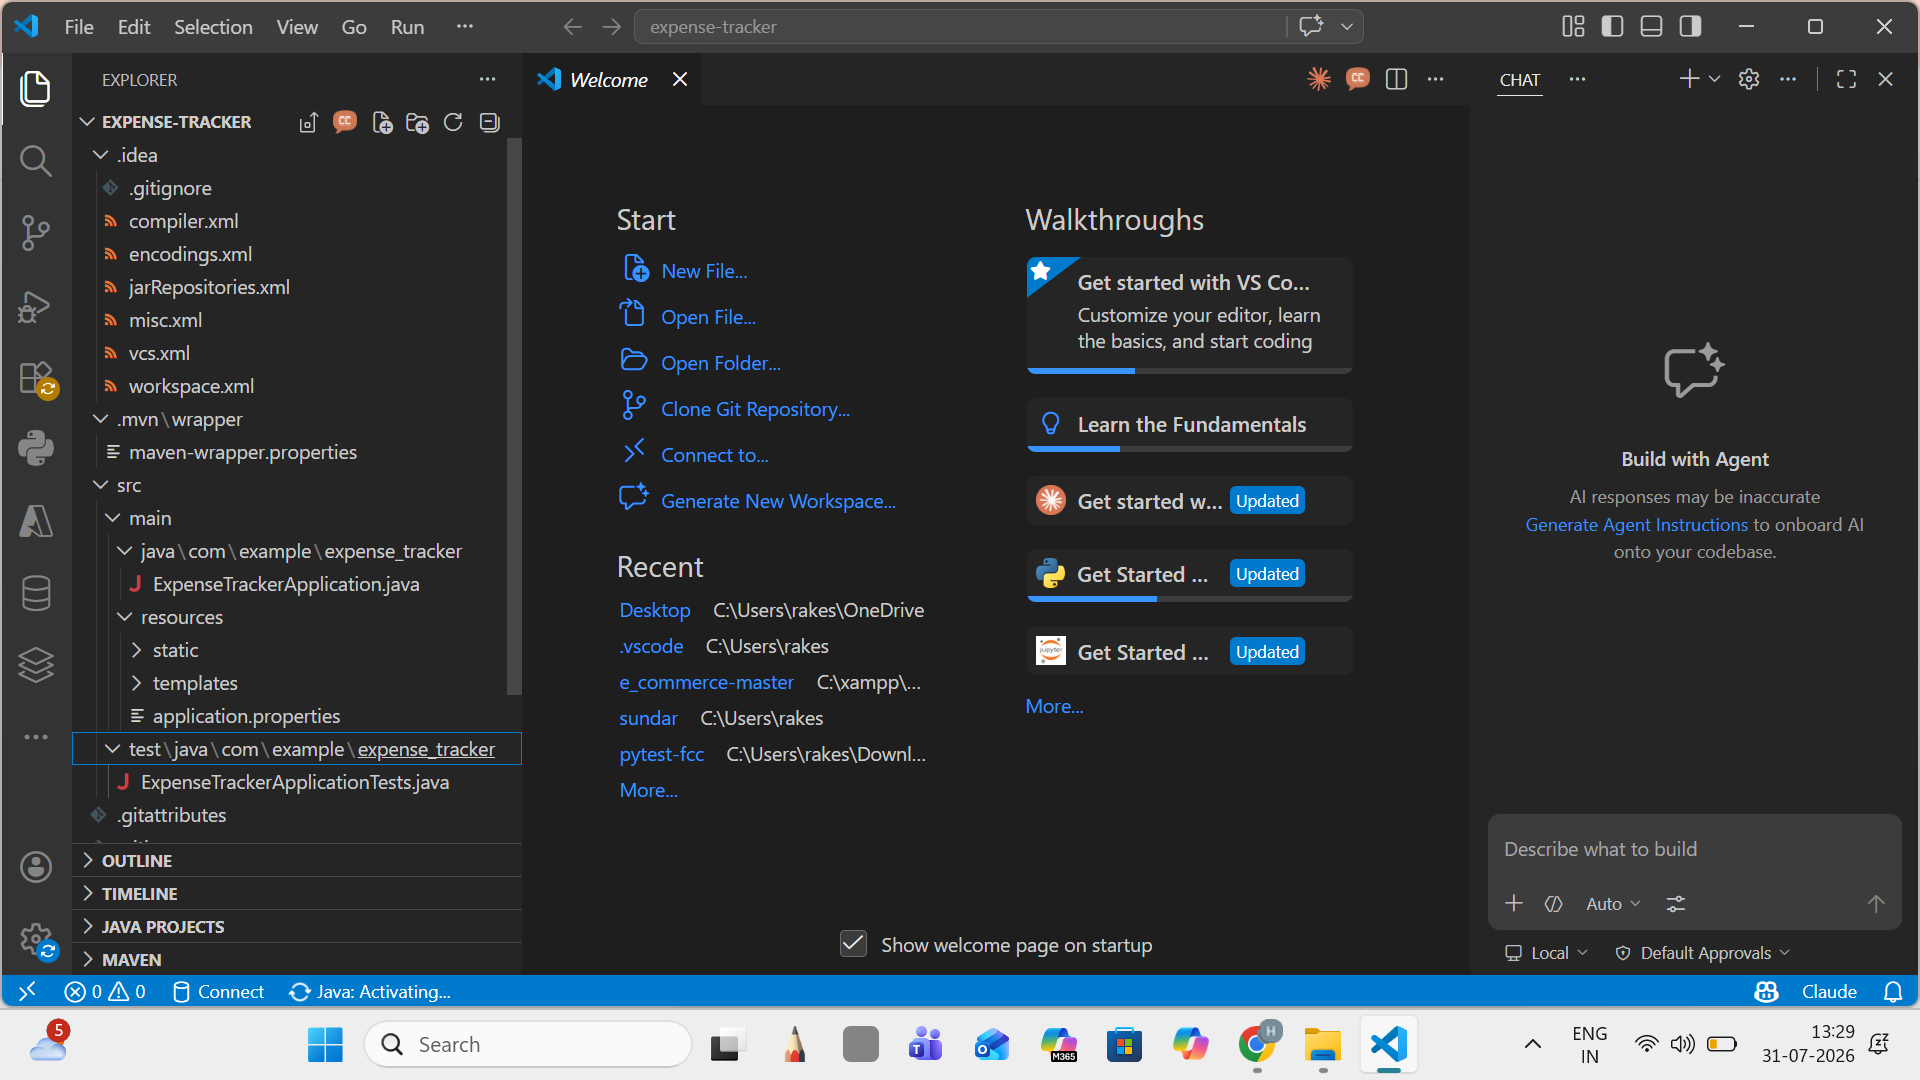 File Edit Selection View Go Run ...
expense-tracker
EXPLORER
EXPENSE-TRACKER
CC
.idea
.gitignore
compiler.xml
encodings.xml
jarRepositories.xml
misc.xml
vcs.xml
workspace.xml
.mvn\wrapper
maven-wrapper.properties
src
main
java\com\example\expense_tracker
ExpenseTrackerApplication.java
resources
static
templates
application.properties
test\java\com\example\expense_tracker
ExpenseTrackerApplicationTests.java
.gitattributes
OUTLINE
TIMELINE
JAVA PROJECTS
MAVEN
Welcome
CC
Start
New File...
Open File...
Open Folder...
Clone Git Repository...
Connect to...
Generate New Workspace...
Recent
Desktop C:\Users\rakes\OneDrive
.vscode C:\Users\rakes
e_commerce-master C:\xampp\...
sundar C:\Users\rakes
pytest-fcc C:\Users\rakes\Downl...
More...
Walkthroughs
Get started with VS Co...
Customize your editor, learn
the basics, and start coding
Learn the Fundamentals
Get started w... Updated
Get Started ... Updated
jupyter
Get Started ... Updated
More...
Show welcome page on startup
CHAT
Build with Agent
AI responses may be inaccurate
Generate Agent Instructions to onboard AI
onto your codebase.
Describe what to build
Auto
Local Default Approvals
0 0 Connect Java: Activating...
Claude
5
Search
M365
H
ENG
IN
13:29
31-07-2026